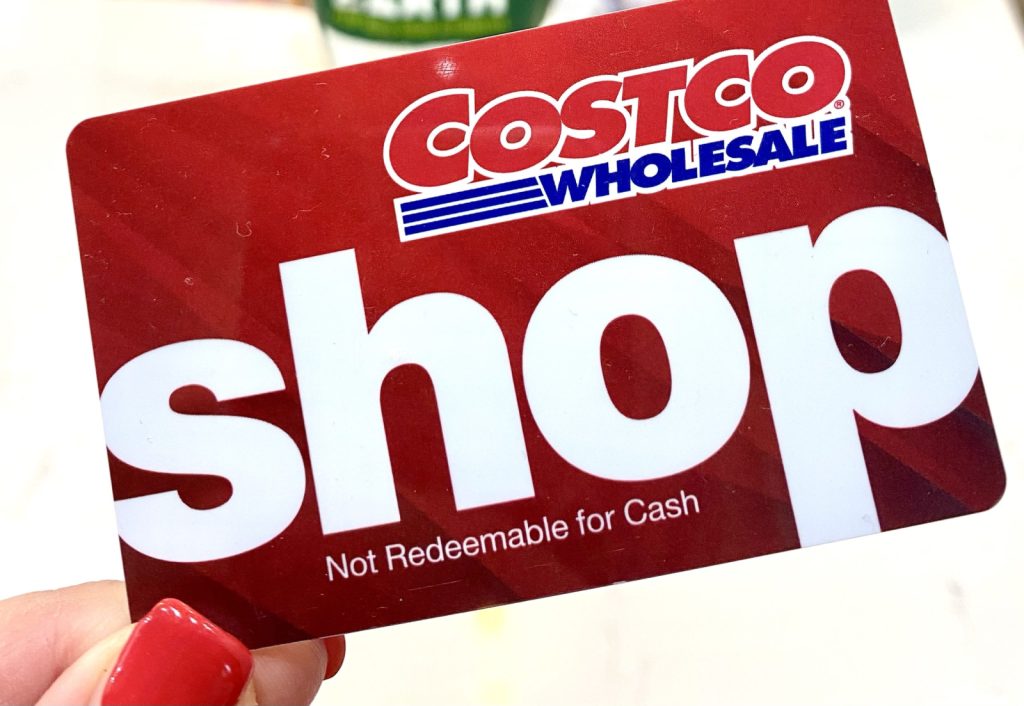 COSTCO®
WHOLESALE
shop
Not Redeemable for Cash